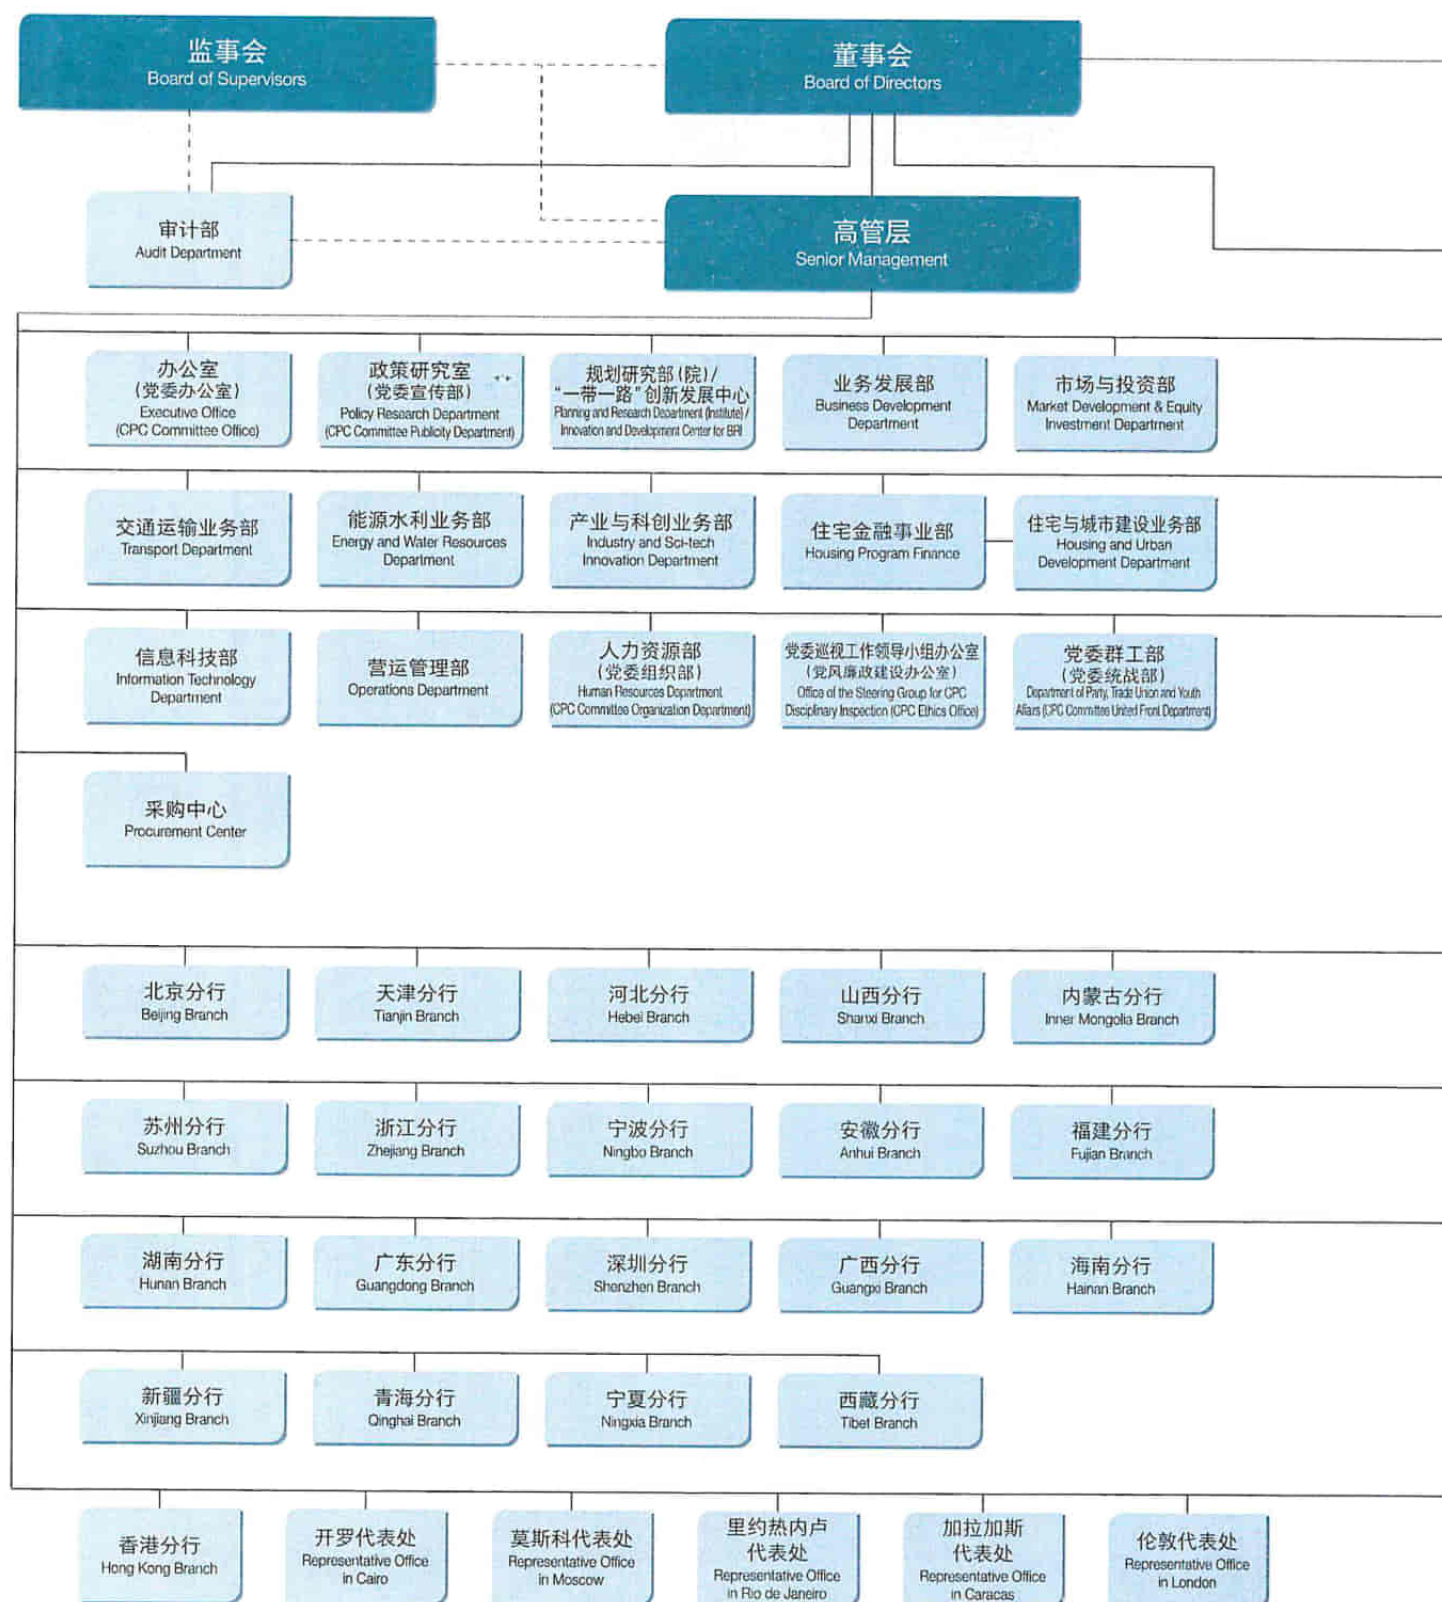 监事会
Board of Supervisors
董事会
Board of Directors
审计部
Audit Department
高管层
Senior Management
办公室
(党委办公室)
Executive Office
(CPC Committee Office)
政策研究室
(党委宣传部)
Policy Research Department
(CPC Committee Publicity Department)
规划研究部(院)/
“一带一路”创新发展中心
Planning and Research Department (Institute) /
Innovation and Development Center for BRI
业务发展部
Business Development
Department
市场与投资部
Market Development & Equity
Investment Department
交通运输业务部
Transport Department
能源水利业务部
Energy and Water Resources
Department
产业与科创业务部
Industry and Sci-tech
Innovation Department
住宅金融事业部
Housing Program Finance
住宅与城市建设业务部
Housing and Urban
Development Department
信息科技部
Information Technology
Department
营运管理部
Operations Department
人力资源部
(党委组织部)
Human Resources Department
(CPC Committee Organization Department)
党委巡视工作领导小组办公室
(党风廉政建设办公室)
Office of the Steering Group for CPC
Disciplinary Inspection (CPC Ethics Office)
党委群工部
(党委统战部)
Department of Party, Trade Union and Youth
Affairs (CPC Committee United Front Department)
采购中心
Procurement Center
北京分行
Beijing Branch
天津分行
Tianjin Branch
河北分行
Hebei Branch
山西分行
Shanxi Branch
内蒙古分行
Inner Mongolia Branch
苏州分行
Suzhou Branch
浙江分行
Zhejiang Branch
宁波分行
Ningbo Branch
安徽分行
Anhui Branch
福建分行
Fujian Branch
湖南分行
Hunan Branch
广东分行
Guangdong Branch
深圳分行
Shenzhen Branch
广西分行
Guangxi Branch
海南分行
Hainan Branch
新疆分行
Xinjiang Branch
青海分行
Qinghai Branch
宁夏分行
Ningxia Branch
西藏分行
Tibet Branch
香港分行
Hong Kong Branch
开罗代表处
Representative Office
in Cairo
莫斯科代表处
Representative Office
in Moscow
里约热内卢
代表处
Representative Office
in Rio de Janeiro
加拉加斯
代表处
Representative Office
in Caracas
伦敦代表处
Representative Office
in London